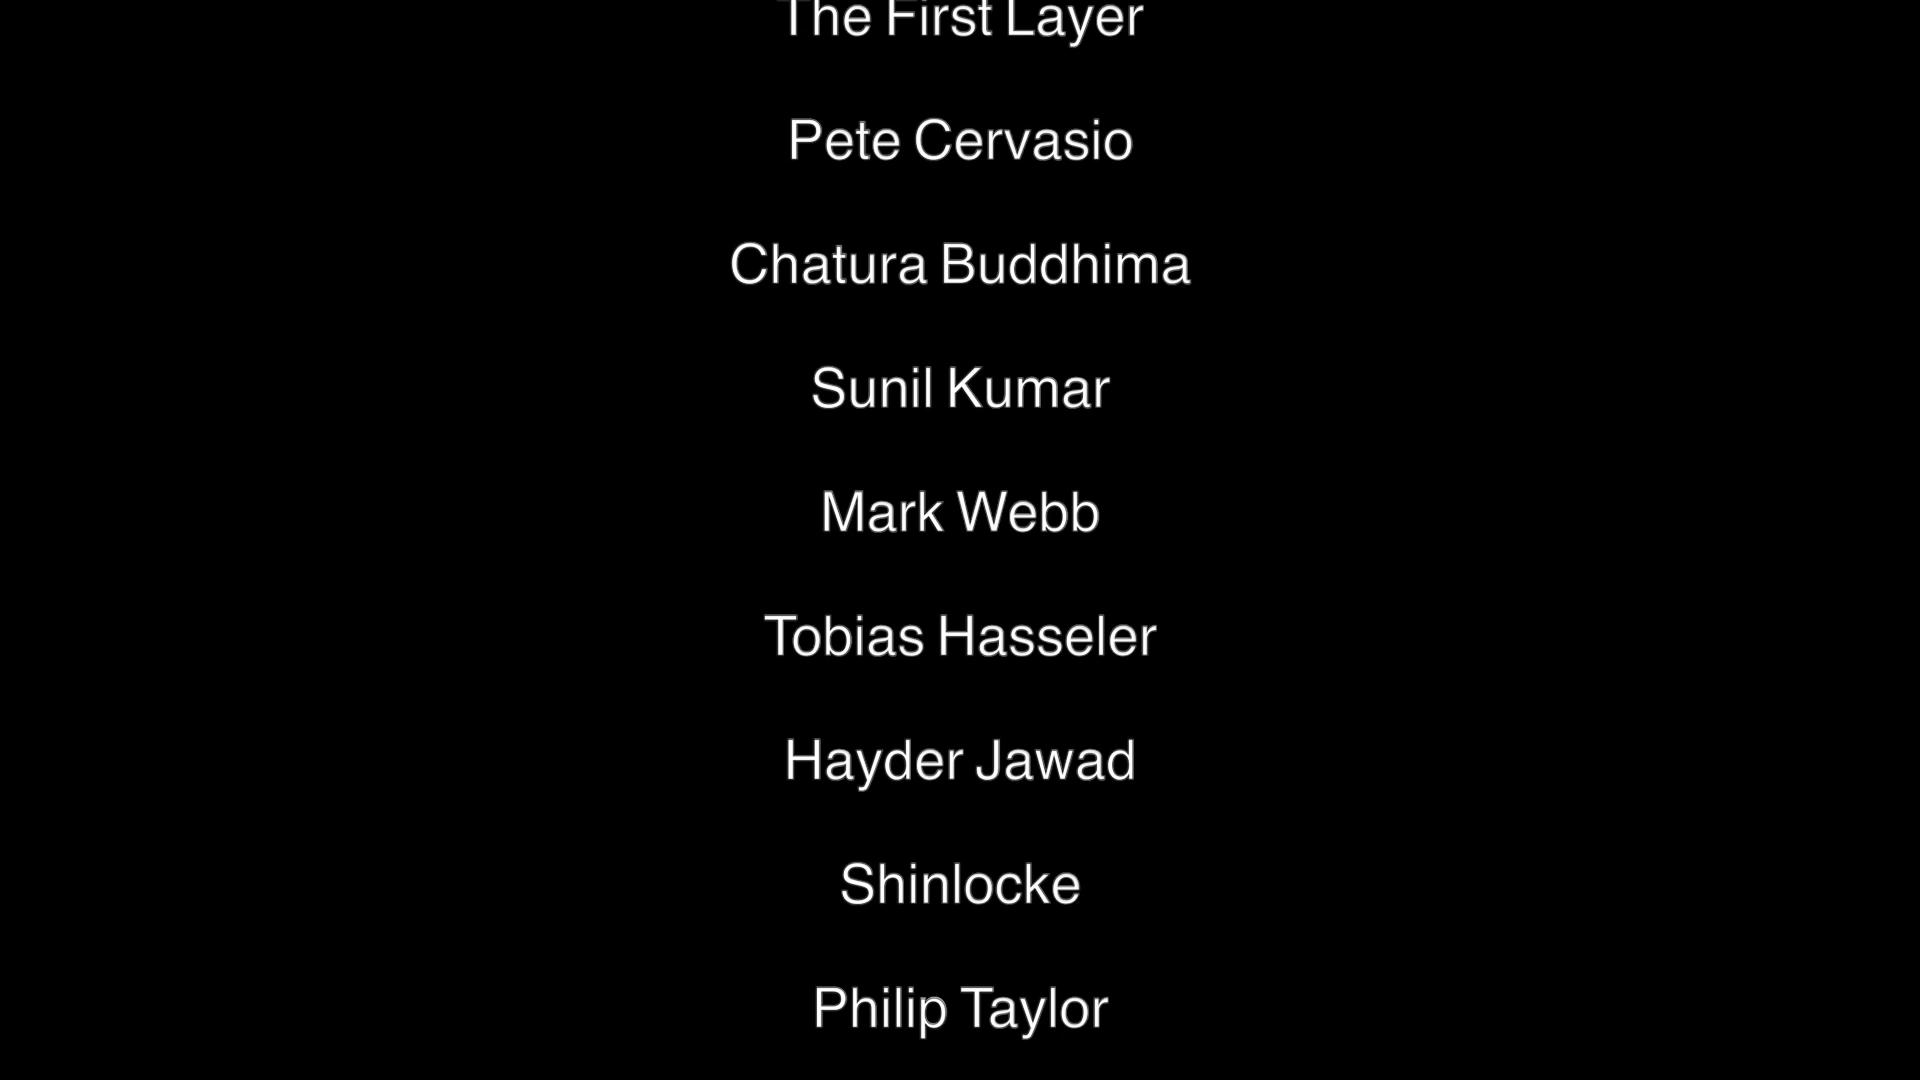 The First Layer
Pete Cervasio
Chatura Buddhima
Sunil Kumar
Mark Webb
Tobias Hasseler
Hayder Jawad
Shinlocke
Philip Taylor